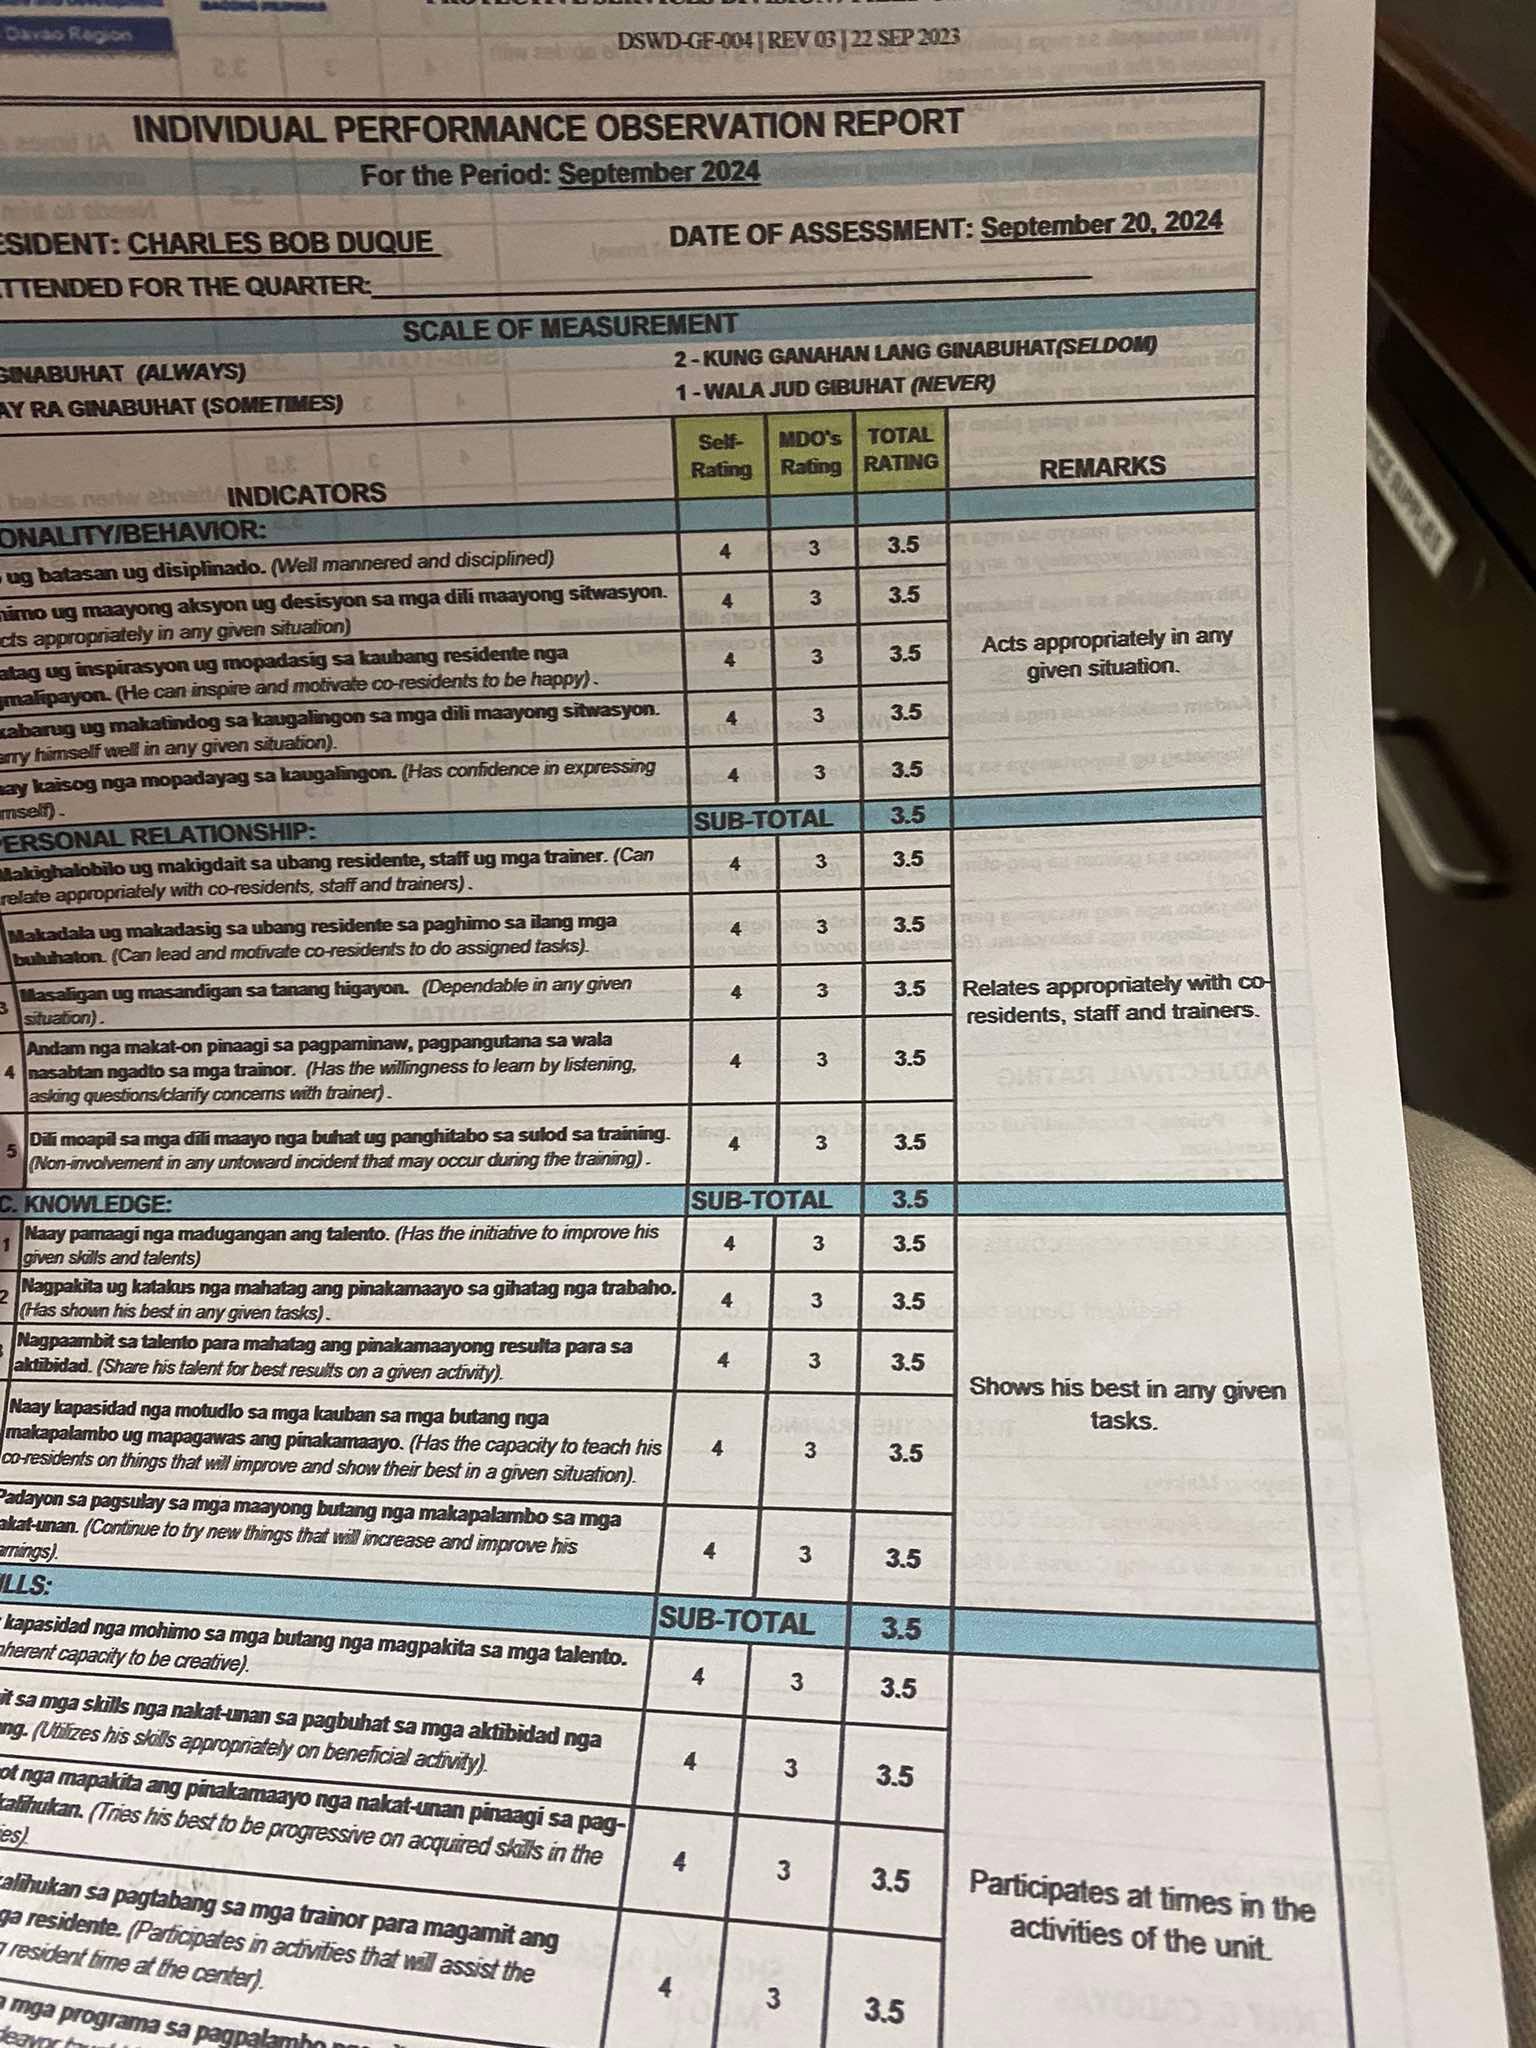 Davao Region
DSWD-GF-004 | REV 03 | 22 SEP 2023
INDIVIDUAL PERFORMANCE OBSERVATION REPORT
For the Period: September 2024
CHARLES BOB DUQUE DATE OF ASSESSMENT: September 20, 2024
FOR THE QUARTER:
SCALE OF MEASUREMENT
GINABUHAT (ALWAYS) 2 - KUNG GANAHAN LANG GINABUHAT(SELDOM)
RA GINABUHAT (SOMETIMES) 1 - WALA JUD GIBUHAT (NEVER)
INDICATORS Self-Rating MDO's Rating TOTAL RATING REMARKS
ONALITY/BEHAVIOR:
ug batasan ug disiplinado. (Well mannered and disciplined) 4 3 3.5
himo ug maayong aksyon ug desisyon sa mga dili maayong sitwasyon.
cts appropriately in any given situation) 4 3 3.5
atag ug inspirasyon ug mopadasig sa kaubang residente nga
gmalipayon. (He can inspire and motivate co-residents to be happy). 4 3 3.5
Acts appropriately in any
given situation.
kabarug ug makatindog sa kaugalingon sa mga dili maayong sitwasyon.
arry himself well in any given situation). 4 3 3.5
ay kaisog nga mopadayag sa kaugalingon. (Has confidence in expressing
mself). 4 3 3.5
PERSONAL RELATIONSHIP: SUB-TOTAL 3.5
Makighalobilo ug makigdait sa ubang residente, staff ug mga trainer. (Can
relate appropriately with co-residents, staff and trainers). 4 3 3.5
Makadala ug makadasig sa ubang residente sa paghimo sa ilang mga
buluhaton. (Can lead and motivate co-residents to do assigned tasks). 4 3 3.5
3 Masaligan ug masandigan sa tanang higayon. (Dependable in any given
situation). 4 3 3.5
Relates appropriately with co-
residents, staff and trainers.
4 Andam nga makat-on pinaagi sa pagpaminaw, pagpangutana sa wala
nasabtan ngadto sa mga trainor. (Has the willingness to learn by listening,
asking questions/clarify concerns with trainer). 4 3 3.5
5 Dili moapil sa mga dili maayo nga buhat ug panghitabo sa sulod sa training.
(Non-involvement in any untoward incident that may occur during the training). 4 3 3.5
C. KNOWLEDGE: SUB-TOTAL 3.5
1 Naay pamaagi nga madugangan ang talento. (Has the initiative to improve his
given skills and talents) 4 3 3.5
2 Nagpakita ug katakus nga mahatag ang pinakamaayo sa gihatag nga trabaho.
(Has shown his best in any given tasks). 4 3 3.5
Nagpaambit sa talento para mahatag ang pinakamaayong resulta para sa
aktibidad. (Share his talent for best results on a given activity). 4 3 3.5
Shows his best in any given
tasks.
Naay kapasidad nga motudlo sa mga kauban sa mga butang nga
makapalambo ug mapagawas ang pinakamaayo. (Has the capacity to teach his
co-residents on things that will improve and show their best in a given situation). 4 3 3.5
Padayon sa pagsulay sa mga maayong butang nga makapalambo sa mga
akat-unan. (Continue to try new things that will increase and improve his
arnings). 4 3 3.5
ILLS: SUB-TOTAL 3.5
kapasidad nga mohimo sa mga butang nga magpakita sa mga talento.
nherent capacity to be creative). 4 3 3.5
it sa mga skills nga nakat-unan sa pagbuhat sa mga aktibidad nga
ng. (Utilizes his skills appropriately on beneficial activity). 4 3 3.5
ot nga mapakita ang pinakamaayo nga nakat-unan pinaagi sa pag-
kalihukan. (Tries his best to be progressive on acquired skills in the
ies). 4 3 3.5
Participates at times in the
activities of the unit.
alihukan sa pagtabang sa mga trainor para magamit ang
ga residente. (Participates in activities that will assist the
resident time at the center). 4 3 3.5
mga programa sa pagpalambo